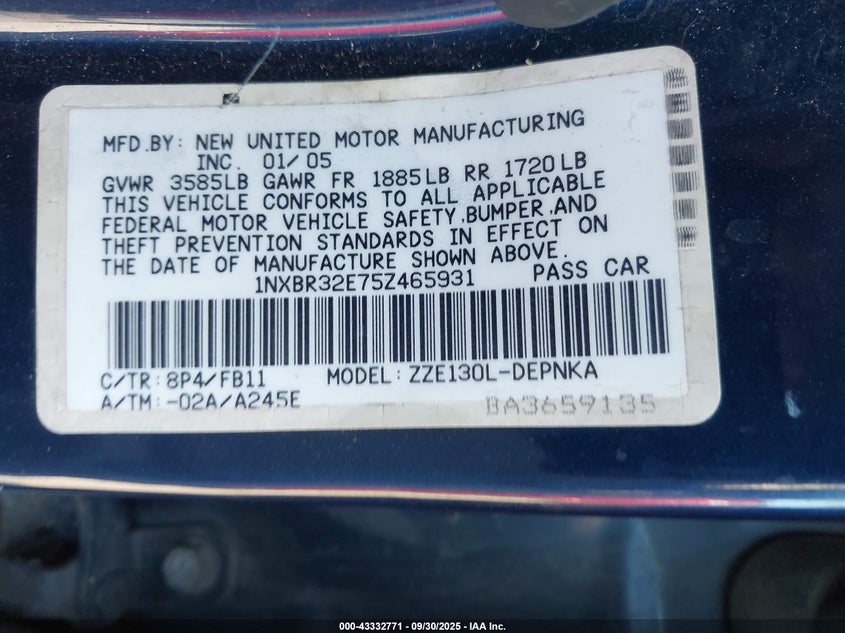 MFD.BY: NEW UNITED MOTOR MANUFACTURING
INC. 01/05
GVWR 3585LB GAWR FR 1885LB RR 1720LB
THIS VEHICLE CONFORMS TO ALL APPLICABLE
FEDERAL MOTOR VEHICLE SAFETY,BUMPER,AND
THEFT PREVENTION STANDARDS IN EFFECT ON
THE DATE OF MANUFACTURE SHOWN ABOVE.
1NXBR32E75Z465931 PASS CAR
C/TR:8P4/FB11 MODEL:ZZE130L-DEPNKA
A/TM:-02A/A245E BA3659135
000-43332771 - 09/30/2025 - IAA Inc.